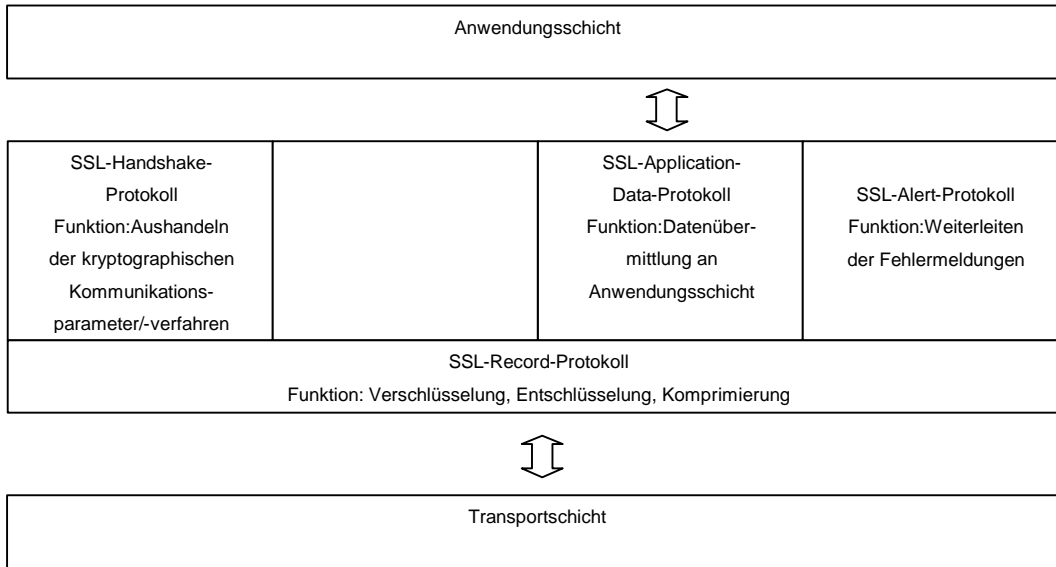 Anwendungsschicht
SSL-Handshake-
Protokoll
Funktion:Aushandeln
der kryptographischen
Kommunikations-
parameter/-verfahren
SSL-Application-
Data-Protokoll
Funktion:Datenüber-
mittlung an
Anwendungsschicht
SSL-Alert-Protokoll
Funktion:Weiterleiten
der Fehlermeldungen
SSL-Record-Protokoll
Funktion: Verschlüsselung, Entschlüsselung, Komprimierung
Transportschicht